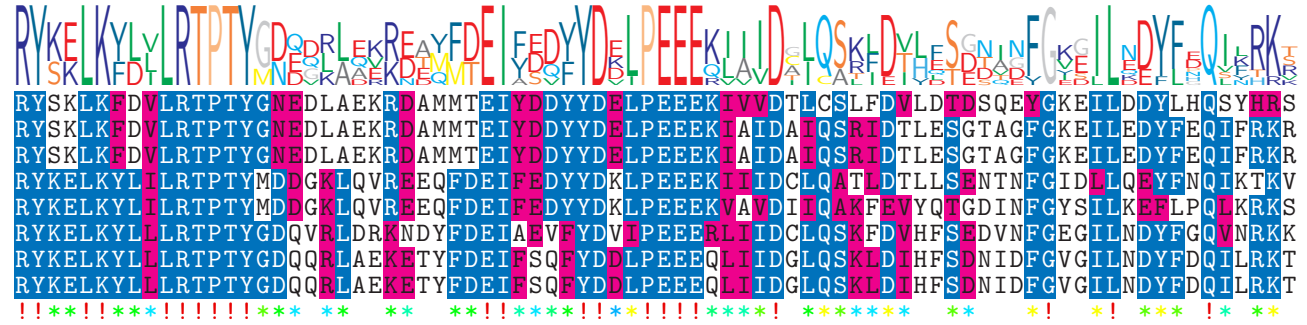 RYSKLKFDVLRTPTYGNEDLAEKRDAMMTEIYDDYYDELPEEEKIVVDTLCSLFDVLDTDSQEYGKEILDDYLHQSYHRS
RYSKLKFDVLRTPTYGNEDLAEKRDAMMTEIYDDYYDELPEEEKIAIDAIQSRIDTLESGTAGFGKEILEDYFEQIFRKR
RYSKLKFDVLRTPTYGNEDLAEKRDAMMTEIYDDYYDELPEEEKIAIDAIQSRIDTLESGTAGFGKEILEDYFEQIFRKR
RYKELKYLILRTPTYMDDGKLQVREEQFDEIFEDYYDKLPEEEKIIIDCLQATLDTLLSENTNFGIDLLQEYFNQIKTKV
RYKELKYLILRTPTYMDDGKLQVREEQFDEIFEDYYDKLPEEEKVAVDIIQAKFEVYQTGDINFGYSILKEFLPQLKRKS
RYKELKYLLLRTPTYGDQVRLDRKNDYFDEIAEVFYDVIPEEERLIIDCLQSKFDVHFSEDVNFGEGILNDYFGQVNRKK
RYKELKYLLLRTPTYGDQQRLAEKETYFDEIFSQFYDDLPEEEQLIIDGLQSKLDIHFSDNIDFGVGILNDYFDQILRKT
RYKELKYLLLRTPTYGDQQRLAEKETYFDEIFSQFYDDLPEEEQLIIDGLQSKLDIHFSDNIDFGVGILNDYFDQILRKT
!!**!!***!!!!!!** * ** ** **!!****!!**!!!!****! ******* ** *! * *** !* **